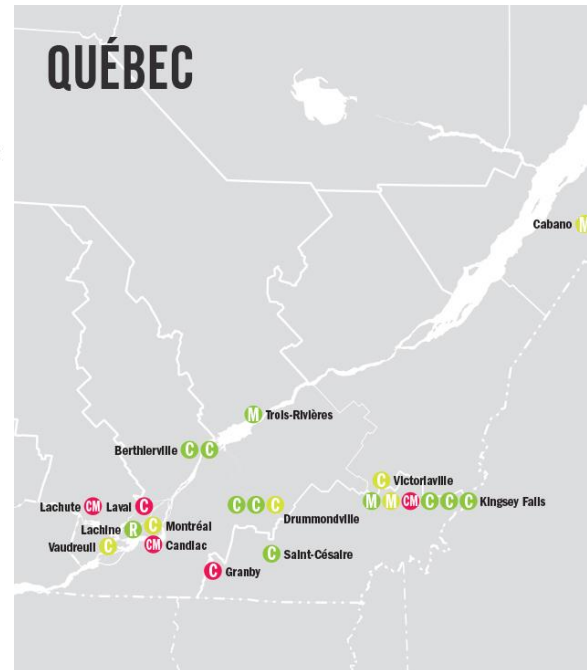 QUÉBEC
Cabano M
M Trois-Rivières
Berthierville C C
C Victoriaville
M M CM C C C Kingsey Falls
Lachute CM Laval C
C C C
Drummondville
Lachine R C Montréal
Vaudreuil C CM Candiac
C Saint-Césaire
C Granby